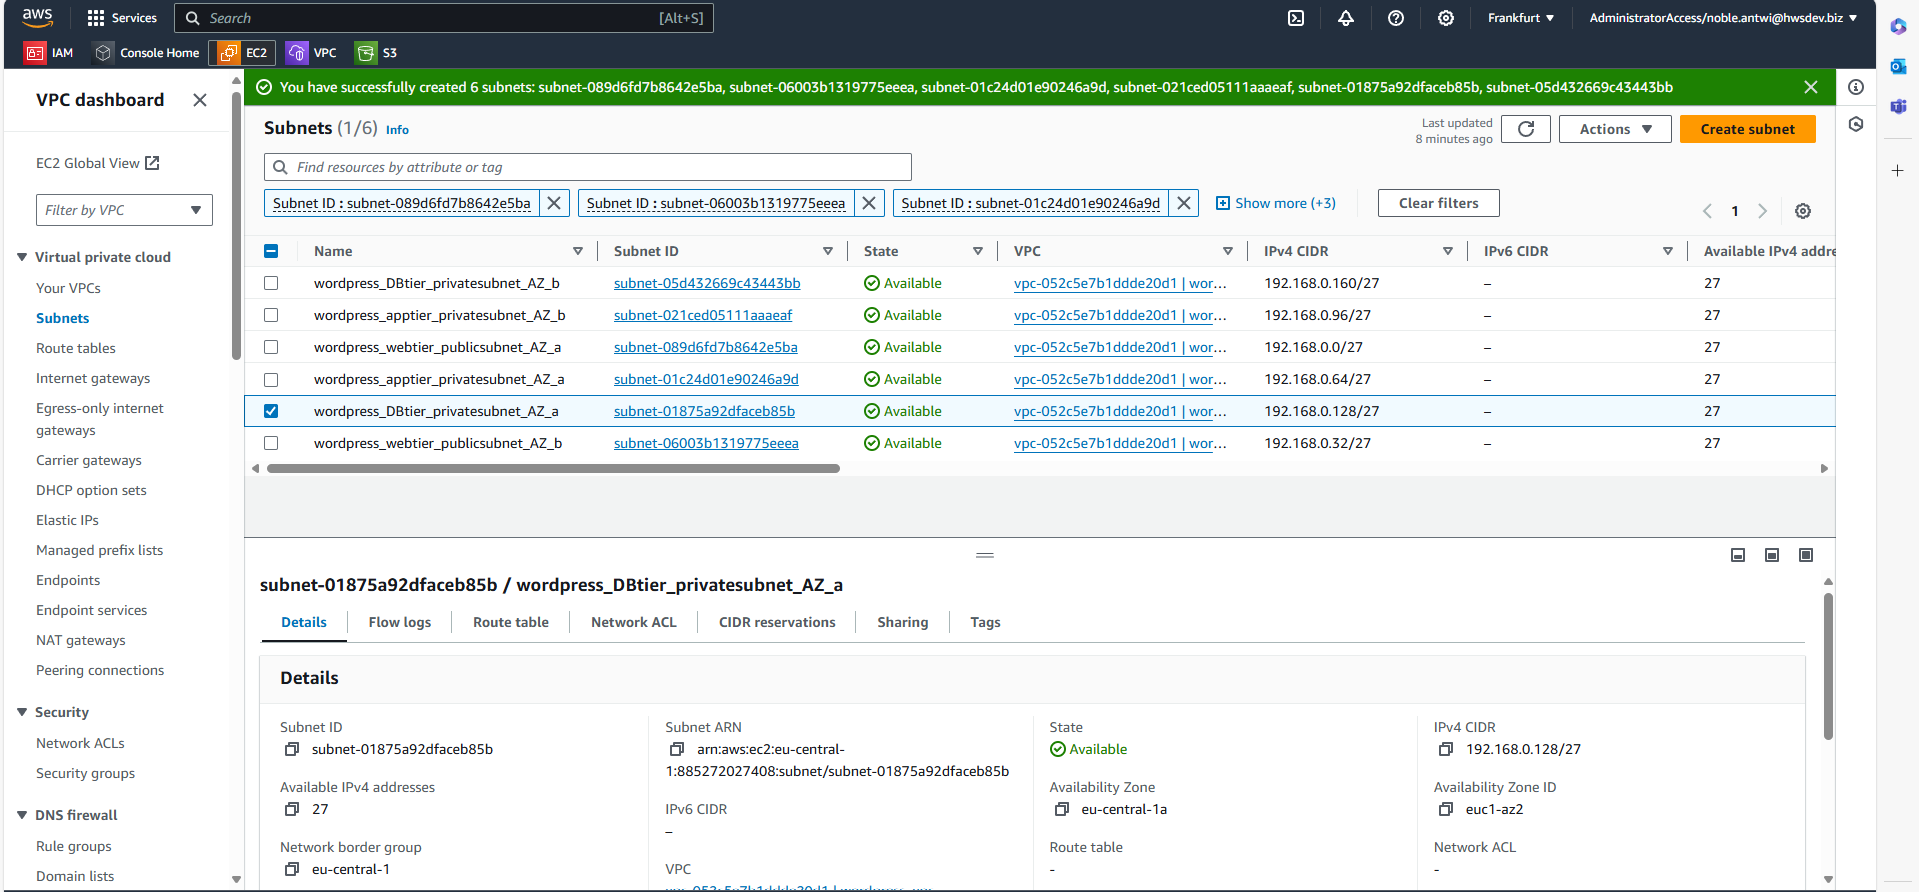 aws
Services
Search
[Alt+S]
Frankfurt
AdministratorAccess/noble.antwi@hwsdev.biz
IAM
Console Home
EC2
VPC
S3
VPC dashboard
EC2 Global View
Filter by VPC
Virtual private cloud
Your VPCs
Subnets
Route tables
Internet gateways
Egress-only internet
gateways
Carrier gateways
DHCP option sets
Elastic IPs
Managed prefix lists
Endpoints
Endpoint services
NAT gateways
Peering connections
Security
Network ACLs
Security groups
DNS firewall
Rule groups
Domain lists
You have successfully created 6 subnets: subnet-089d6fd7b8642e5ba, subnet-06003b1319775eeea, subnet-01c24d01e90246a9d, subnet-021ced05111aaaeaf, subnet-01875a92dfaceb85b, subnet-05d432669c43443bb
Subnets (1/6) Info
Last updated
8 minutes ago
Actions
Create subnet
Find resources by attribute or tag
Subnet ID : subnet-089d6fd7b8642e5ba
Subnet ID : subnet-06003b1319775eeea
Subnet ID : subnet-01c24d01e90246a9d
Show more (+3)
Clear filters
1
Name Subnet ID State VPC IPv4 CIDR IPv6 CIDR Available IPv4 addre
wordpress_DBtier_privatesubnet_AZ_b subnet-05d432669c43443bb Available vpc-052c5e7b1ddde20d1 | wor... 192.168.0.160/27 – 27
wordpress_apptier_privatesubnet_AZ_b subnet-021ced05111aaaeaf Available vpc-052c5e7b1ddde20d1 | wor... 192.168.0.96/27 – 27
wordpress_webtier_publicsubnet_AZ_a subnet-089d6fd7b8642e5ba Available vpc-052c5e7b1ddde20d1 | wor... 192.168.0.0/27 – 27
wordpress_apptier_privatesubnet_AZ_a subnet-01c24d01e90246a9d Available vpc-052c5e7b1ddde20d1 | wor... 192.168.0.64/27 – 27
wordpress_DBtier_privatesubnet_AZ_a subnet-01875a92dfaceb85b Available vpc-052c5e7b1ddde20d1 | wor... 192.168.0.128/27 – 27
wordpress_webtier_publicsubnet_AZ_b subnet-06003b1319775eeea Available vpc-052c5e7b1ddde20d1 | wor... 192.168.0.32/27 – 27
subnet-01875a92dfaceb85b / wordpress_DBtier_privatesubnet_AZ_a
Details Flow logs Route table Network ACL CIDR reservations Sharing Tags
Details
Subnet ID
subnet-01875a92dfaceb85b
Available IPv4 addresses
27
Network border group
eu-central-1
Subnet ARN
arn:aws:ec2:eu-central-
1:885272027408:subnet/subnet-01875a92dfaceb85b
IPv6 CIDR
–
VPC
State
Available
Availability Zone
eu-central-1a
Route table
-
IPv4 CIDR
192.168.0.128/27
Availability Zone ID
euc1-az2
Network ACL
-